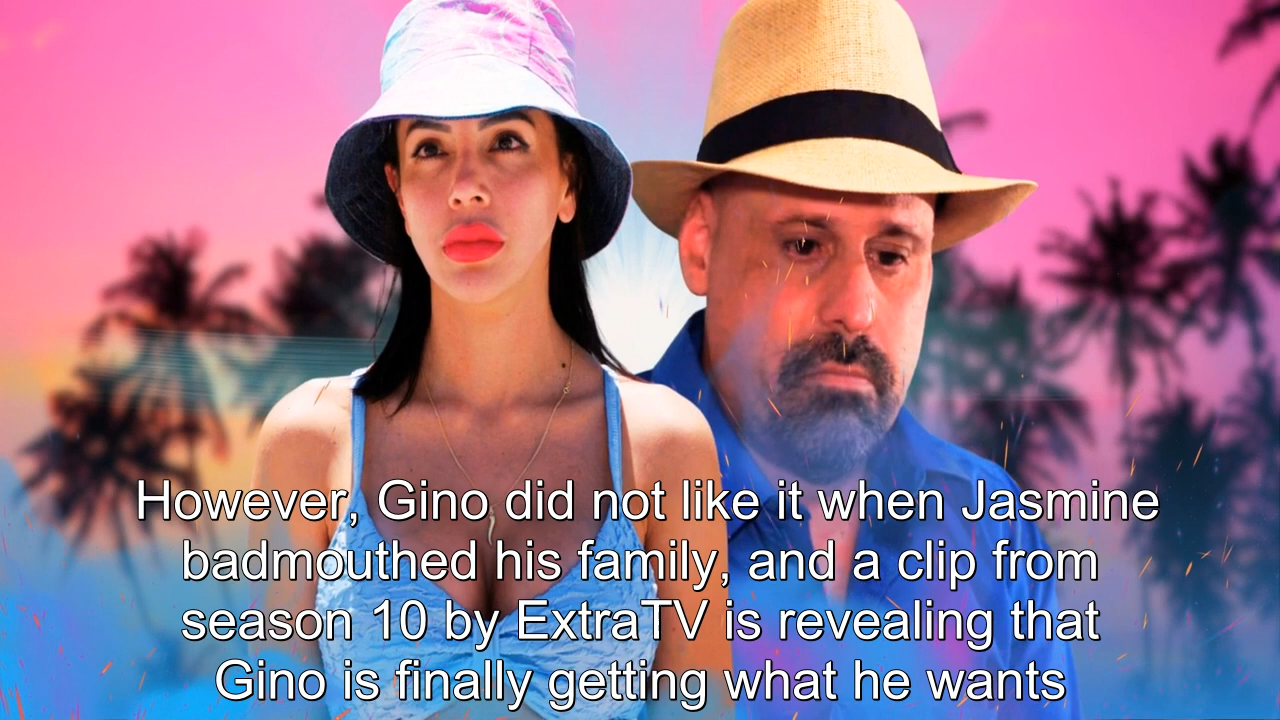 However, Gino did not like it when Jasmine
badmouthed his family, and a clip from
season 10 by ExtraTV is revealing that
Gino is finally getting what he wants